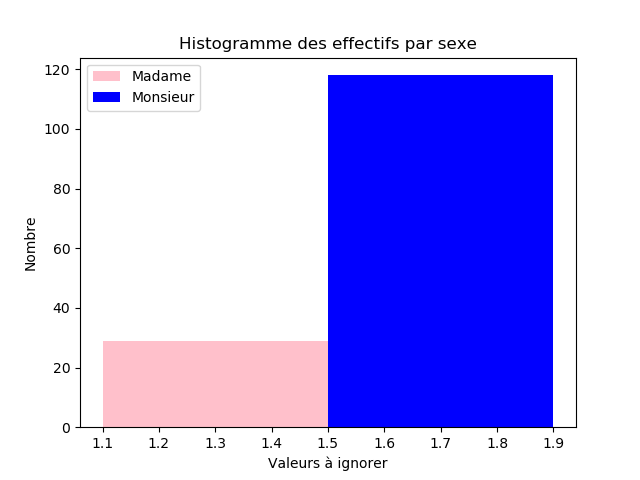 Histogramme des effectifs par sexe
Madame
Monsieur
120
100
80
60
40
20
0
Nombre
1.1 1.2 1.3 1.4 1.5 1.6 1.7 1.8 1.9
Valeurs à ignorer